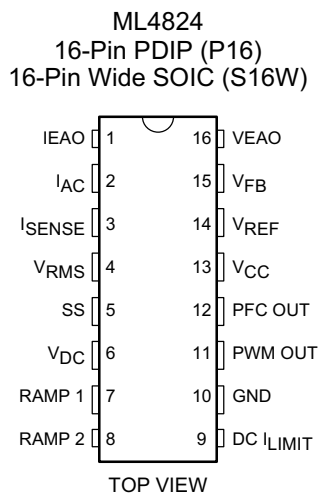 ML4824
16-Pin PDIP (P16)
16-Pin Wide SOIC (S16W)
IEAO 1 16 VEAO
IAC 2 15 VFB
ISENSE 3 14 VREF
VRMS 4 13 VCC
SS 5 12 PFC OUT
VDC 6 11 PWM OUT
RAMP 1 7 10 GND
RAMP 2 8 9 DC ILIMIT
TOP VIEW